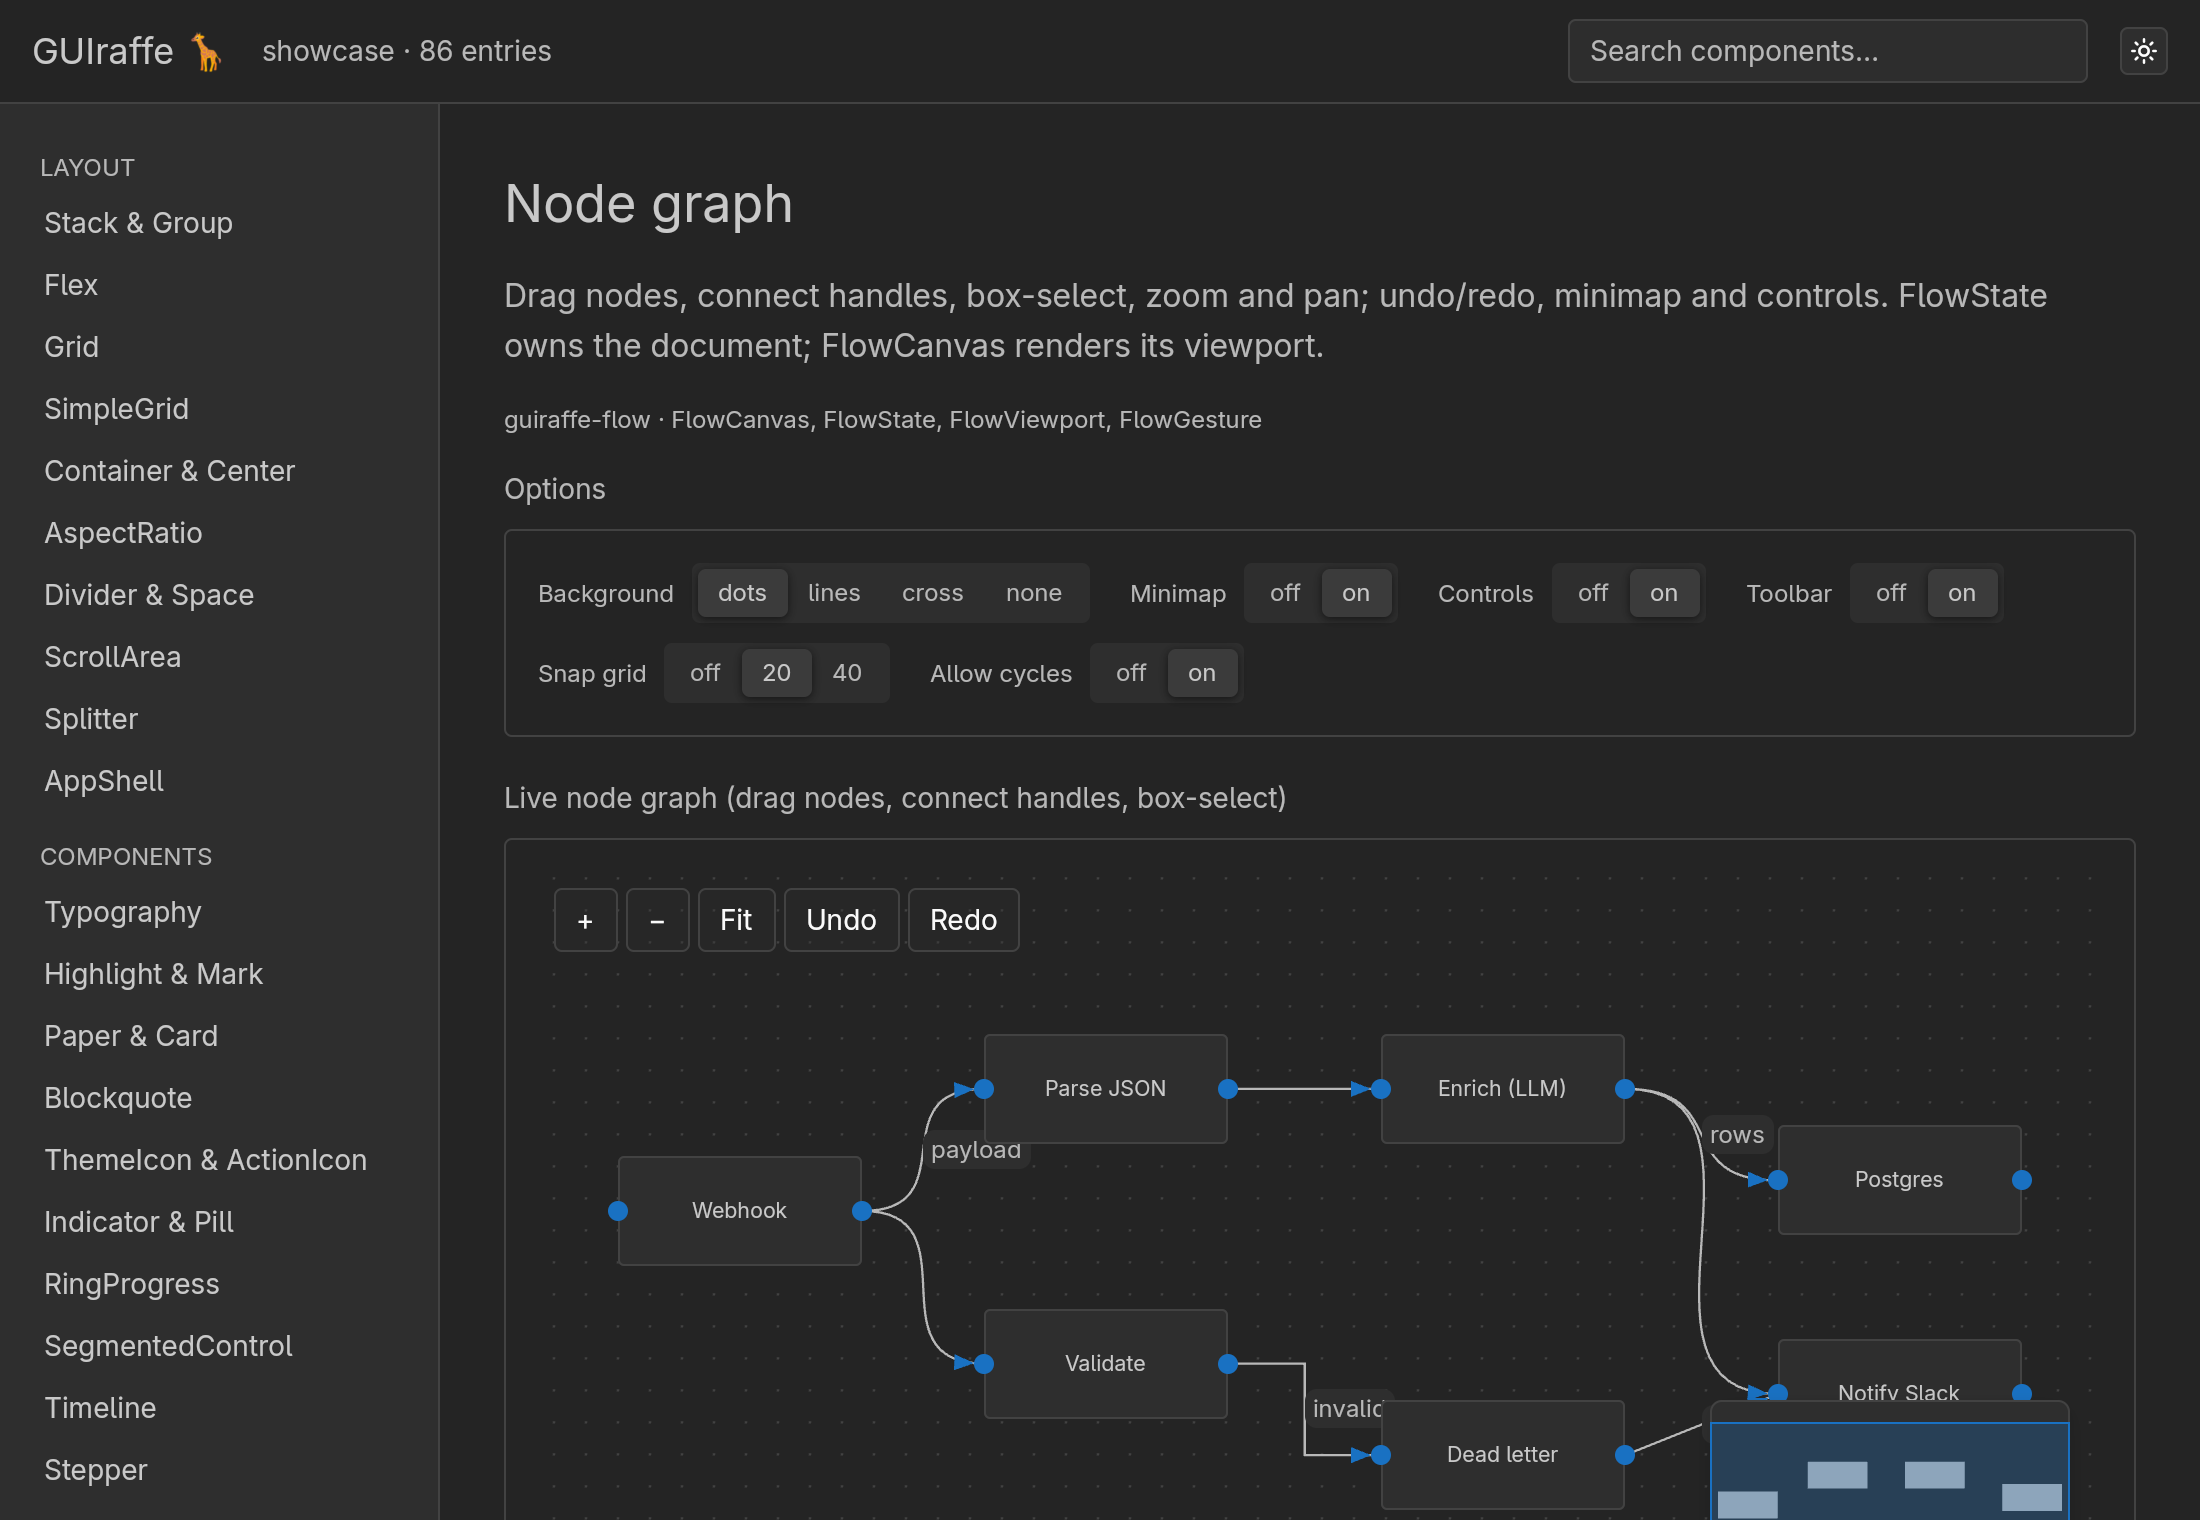 GUIraffe 🦒 showcase · 86 entries
Search components...
LAYOUT
Stack & Group
Flex
Grid
SimpleGrid
Container & Center
AspectRatio
Divider & Space
ScrollArea
Splitter
AppShell
COMPONENTS
Typography
Highlight & Mark
Paper & Card
Blockquote
ThemeIcon & ActionIcon
Indicator & Pill
RingProgress
SegmentedControl
Timeline
Stepper
Node graph
Drag nodes, connect handles, box-select, zoom and pan; undo/redo, minimap and controls. FlowState
owns the document; FlowCanvas renders its viewport.
guiraffe-flow · FlowCanvas, FlowState, FlowViewport, FlowGesture
Options
Background dots lines cross none Minimap off on Controls off on Toolbar off on
Snap grid off 20 40 Allow cycles off on
Live node graph (drag nodes, connect handles, box-select)
+ − Fit Undo Redo
Parse JSON
Enrich (LLM)
rows
payload
Postgres
Webhook
Validate
Notify Slack
invalid
Dead letter